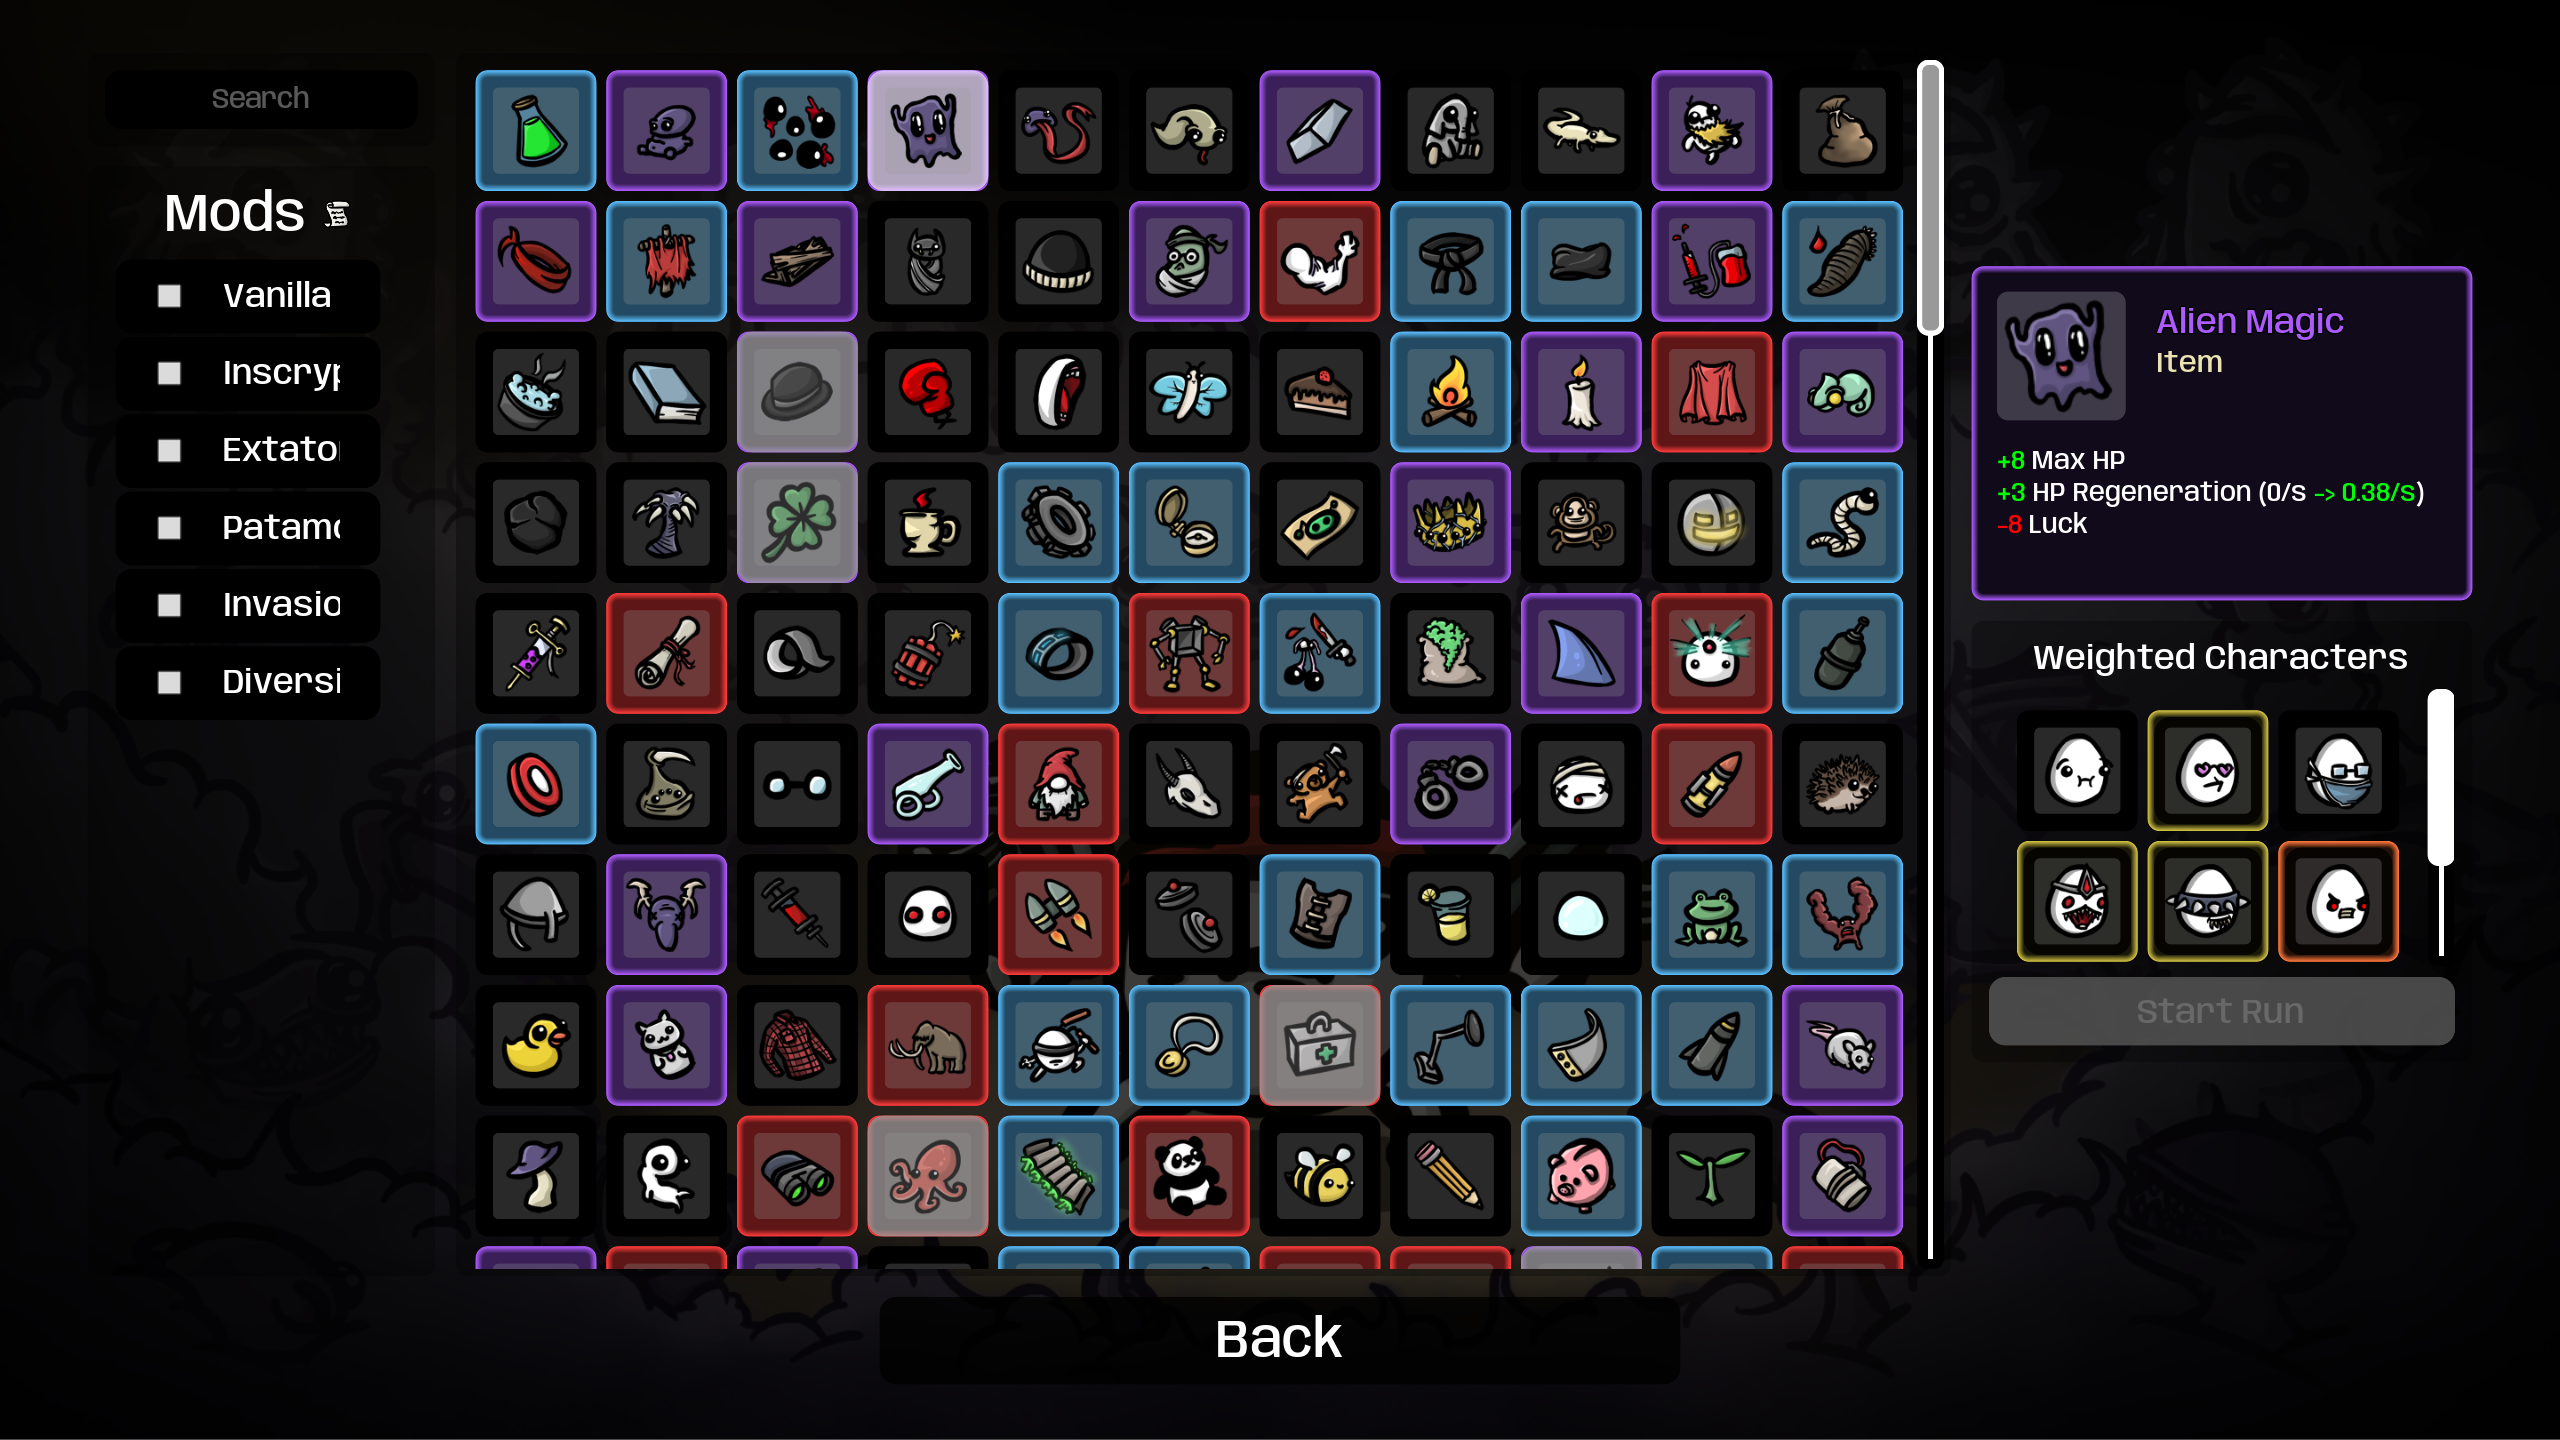 Search
Mods
Vanilla
Inscryp
Extato
Patamo
Invasio
Diversi
Alien Magic
Item
+8 Max HP
+3 HP Regeneration (0/s -> 0.38/s)
-8 Luck
Weighted Characters
Start Run
Back